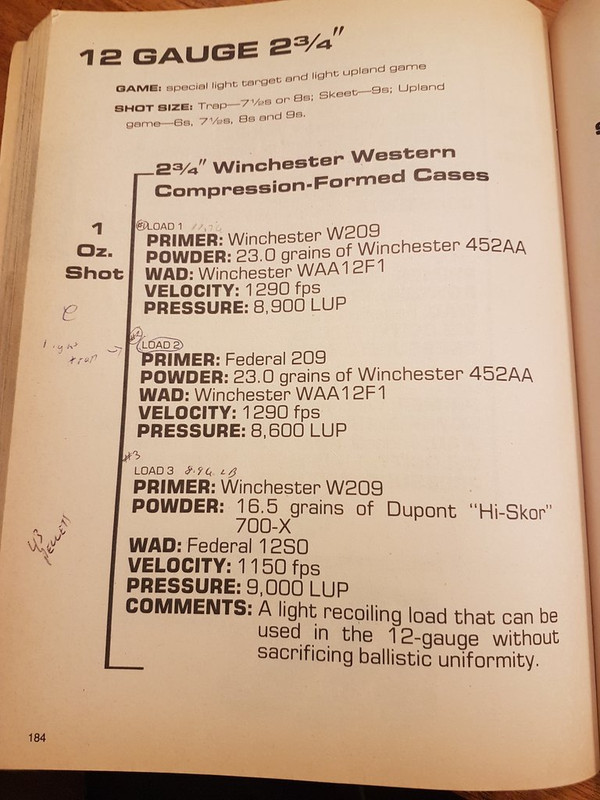 12 GAUGE 2¾"
GAME: special light target and light upland game
SHOT SIZE: Trap—7½s or 8s; Skeet—9s; Upland
game—6s, 7½s, 8s and 9s.
2¾" Winchester Western
Compression-Formed Cases
1
Oz.
Shot
LOAD 1
PRIMER: Winchester W209
POWDER: 23.0 grains of Winchester 452AA
WAD: Winchester WAA12F1
VELOCITY: 1290 fps
PRESSURE: 8,900 LUP
#2
LOAD 2
PRIMER: Federal 209
POWDER: 23.0 grains of Winchester 452AA
WAD: Winchester WAA12F1
VELOCITY: 1290 fps
PRESSURE: 8,600 LUP
#3
LOAD 3
PRIMER: Winchester W209
POWDER: 16.5 grains of Dupont "Hi-Skor"
700-X
WAD: Federal 12S0
VELOCITY: 1150 fps
PRESSURE: 9,000 LUP
COMMENTS: A light recoiling load that can be
used in the 12-gauge without
sacrificing ballistic uniformity.
184